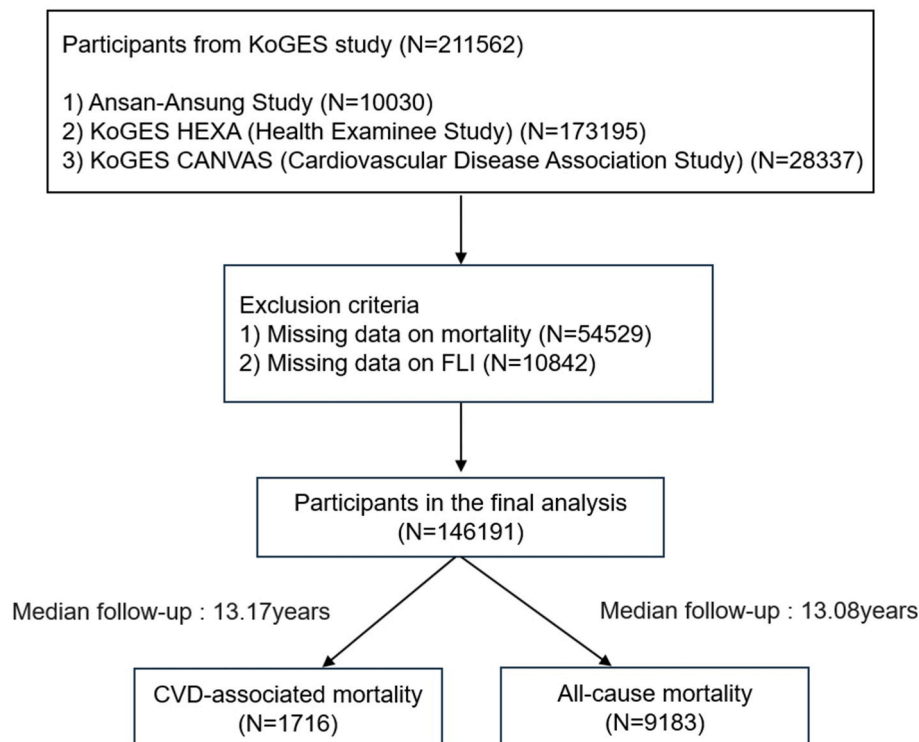 Participants from KoGES study (N=211562)
1) Ansan-Ansung Study (N=10030)
2) KoGES HEXA (Health Examinee Study) (N=173195)
3) KoGES CANVAS (Cardiovascular Disease Association Study) (N=28337)
Exclusion criteria
1) Missing data on mortality (N=54529)
2) Missing data on FLI (N=10842)
Participants in the final analysis
(N=146191)
Median follow-up : 13.17years
Median follow-up : 13.08years
CVD-associated mortality
(N=1716)
All-cause mortality
(N=9183)